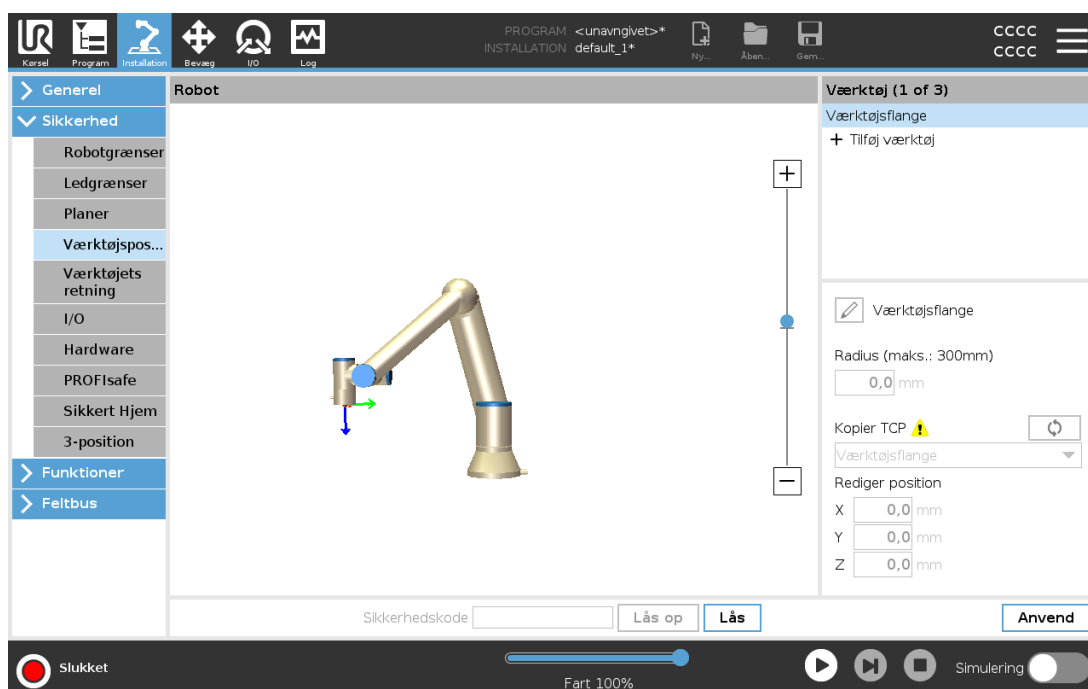 PROGRAM <unavngivet>*
INSTALLATION default_1*
CCCC
CCCC
Kørsel
Program
Installation
Bevæg
I/O
Log
Ny...
Åben...
Gem...
Generel
Sikkerhed
Robotgrænser
Ledgrænser
Planer
Værktøjspos...
Værktøjets
retning
I/O
Hardware
PROFIsafe
Sikkert Hjem
3-position
Funktioner
Feltbus
Robot
Værktøj (1 of 3)
Værktøjsflange
+ Tilføj værktøj
Værktøjsflange
Radius (maks.: 300mm)
0,0 mm
Kopier TCP
Værktøjsflange
Rediger position
X 0,0 mm
Y 0,0 mm
Z 0,0 mm
Sikkerhedskode
Lås op
Lås
Anvend
Slukket
Fart 100%
Simulering